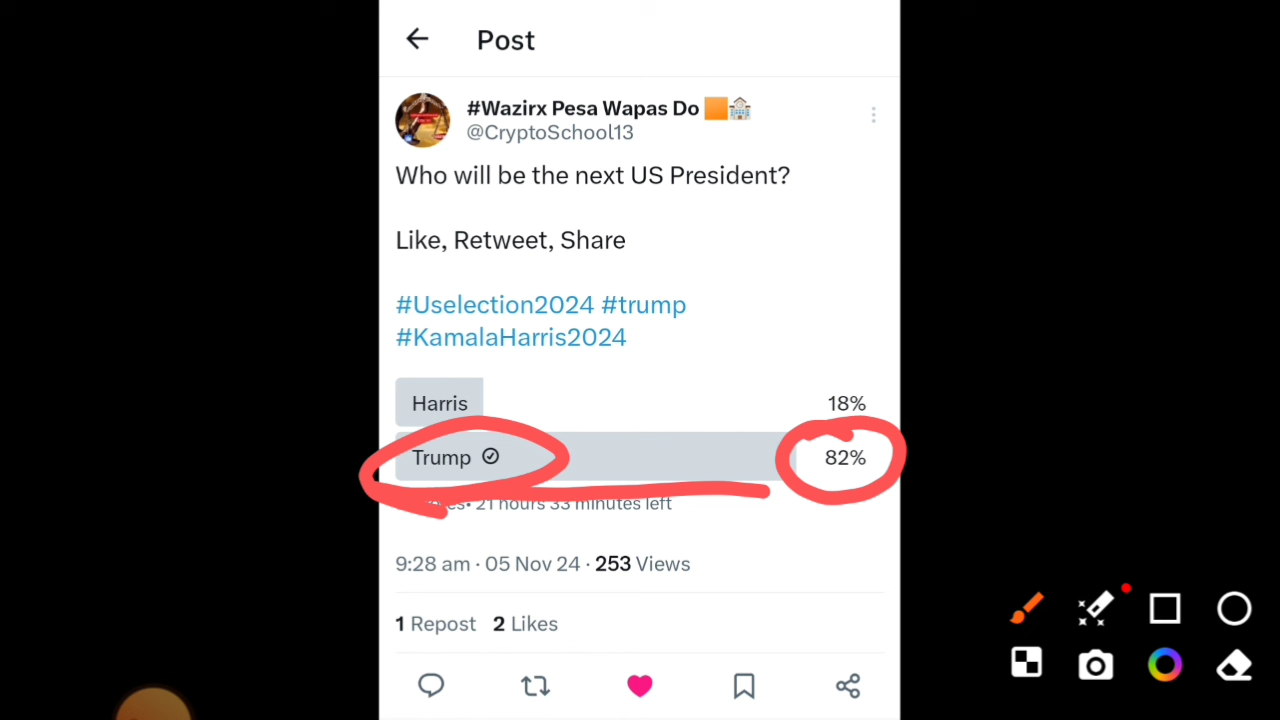 Post
#Wazirx Pesa Wapas Do
@CryptoSchool13
Who will be the next US President?
Like, Retweet, Share
#Uselection2024 #trump
#KamalaHarris2024
Harris 18%
Trump 82%
21 hours 33 minutes left
9:28 am · 05 Nov 24 · 253 Views
1 Repost 2 Likes